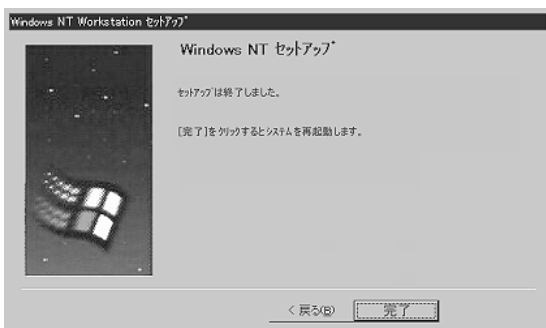 Windows NT Workstation ｾｯﾄｱｯﾌﾟ
Windows NT ｾｯﾄｱｯﾌﾟ
ｾｯﾄｱｯﾌﾟは終了しました。
[完了]をｸﾘｯｸするとｼｽﾃﾑを再起動します。
< 戻る(B)
完了